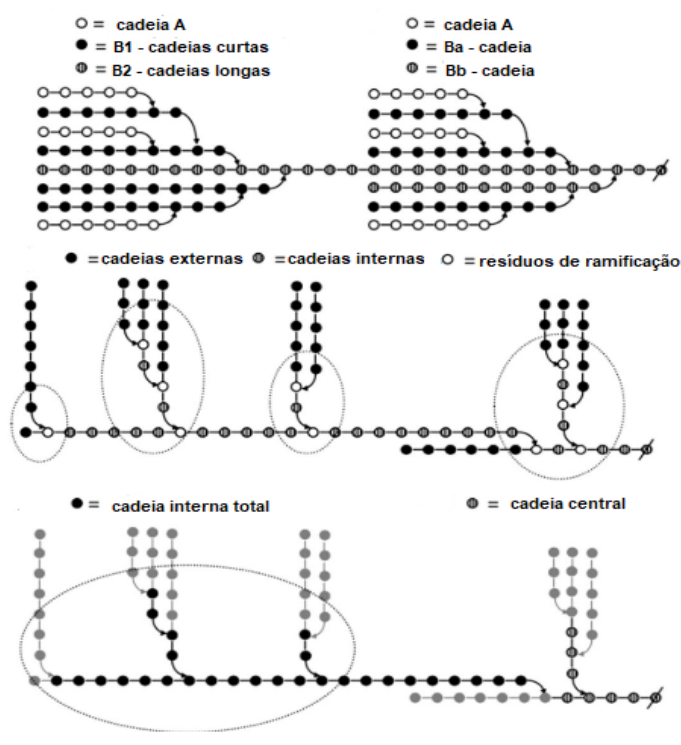 = cadeia A
= B1 - cadeias curtas
= B2 - cadeias longas
= cadeia A
= Ba - cadeia
= Bb - cadeia
= cadeias externas = cadeias internas = resíduos de ramificação
= cadeia interna total = cadeia central